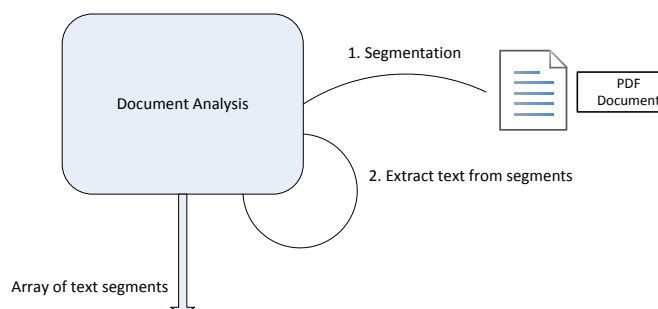 1. Segmentation
PDF
Document
Document Analysis
2. Extract text from segments
Array of text segments